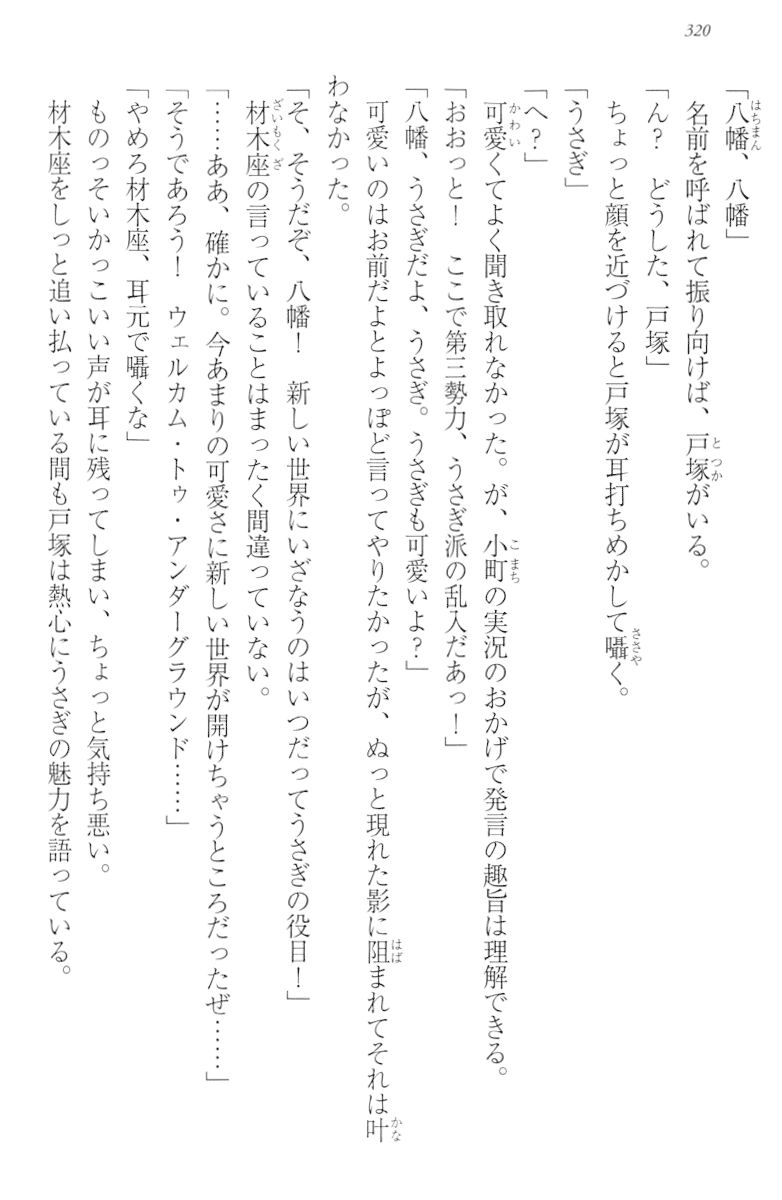 320
「八幡、八幡」
名前を呼ばれて振り向けば、戸塚がいる。
「ん？　どうした、戸塚」
ちょっと顔を近づけると戸塚が耳打ちめかして囁く。
「うさぎ」
「へ？」
可愛くてよく聞き取れなかった。が、小町の実況のおかげで発言の趣旨は理解できる。
「おおっと！　ここで第三勢力、うさぎ派の乱入だあっ！」
「八幡、うさぎだよ、うさぎ。うさぎも可愛いよ？」
可愛いのはお前だよとよっぽど言ってやりたかったが、ぬっと現れた影に阻まれてそれは叶
わなかった。
「そ、そうだぞ、八幡！　新しい世界にいざなうのはいつだってうさぎの役目！」
材木座の言っていることはまったく間違っていない。
「……ああ、確かに。今あまりの可愛さに新しい世界が開けちゃうところだったぜ……」
「そうであろう！　ウェルカム・トゥ・アンダーグラウンド……」
「やめろ材木座、耳元で囁くな」
ものっそいかっこいい声が耳に残ってしまい、ちょっと気持ち悪い。
材木座をしっと追い払っている間も戸塚は熱心にうさぎの魅力を語っている。